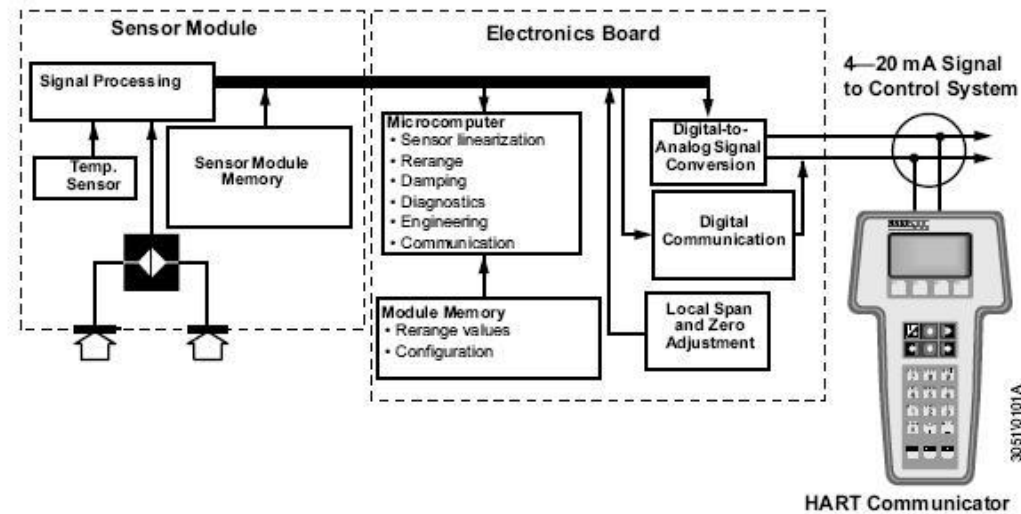 Sensor Module
Signal Processing
Temp.
Sensor
Sensor Module
Memory
Electronics Board
Microcomputer
• Sensor linearization
• Rerange
• Damping
• Diagnostics
• Engineering
• Communication
Module Memory
• Rerange values
• Configuration
Digital-to-
Analog Signal
Conversion
Digital
Communication
Local Span
and Zero
Adjustment
4—20 mA Signal
to Control System
HART Communicator
3051\0101A